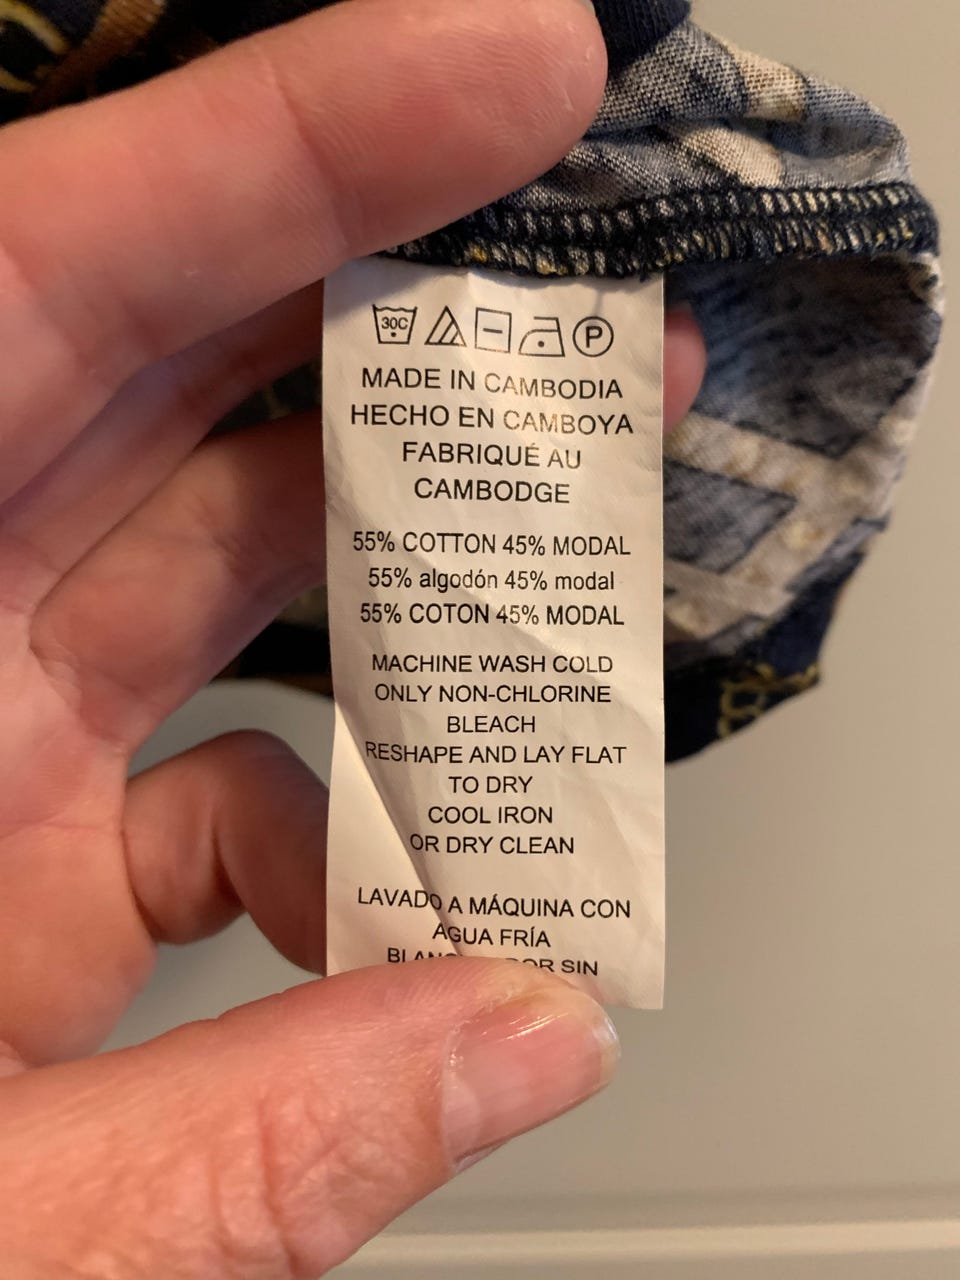 30C P
MADE IN CAMBODIA
HECHO EN CAMBOYA
FABRIQUÉ AU
CAMBODGE
55% COTTON 45% MODAL
55% algodón 45% modal
55% COTON 45% MODAL
MACHINE WASH COLD
ONLY NON-CHLORINE
BLEACH
RESHAPE AND LAY FLAT
TO DRY
COOL IRON
OR DRY CLEAN
LAVADO A MÁQUINA CON
AGUA FRÍA
SIN